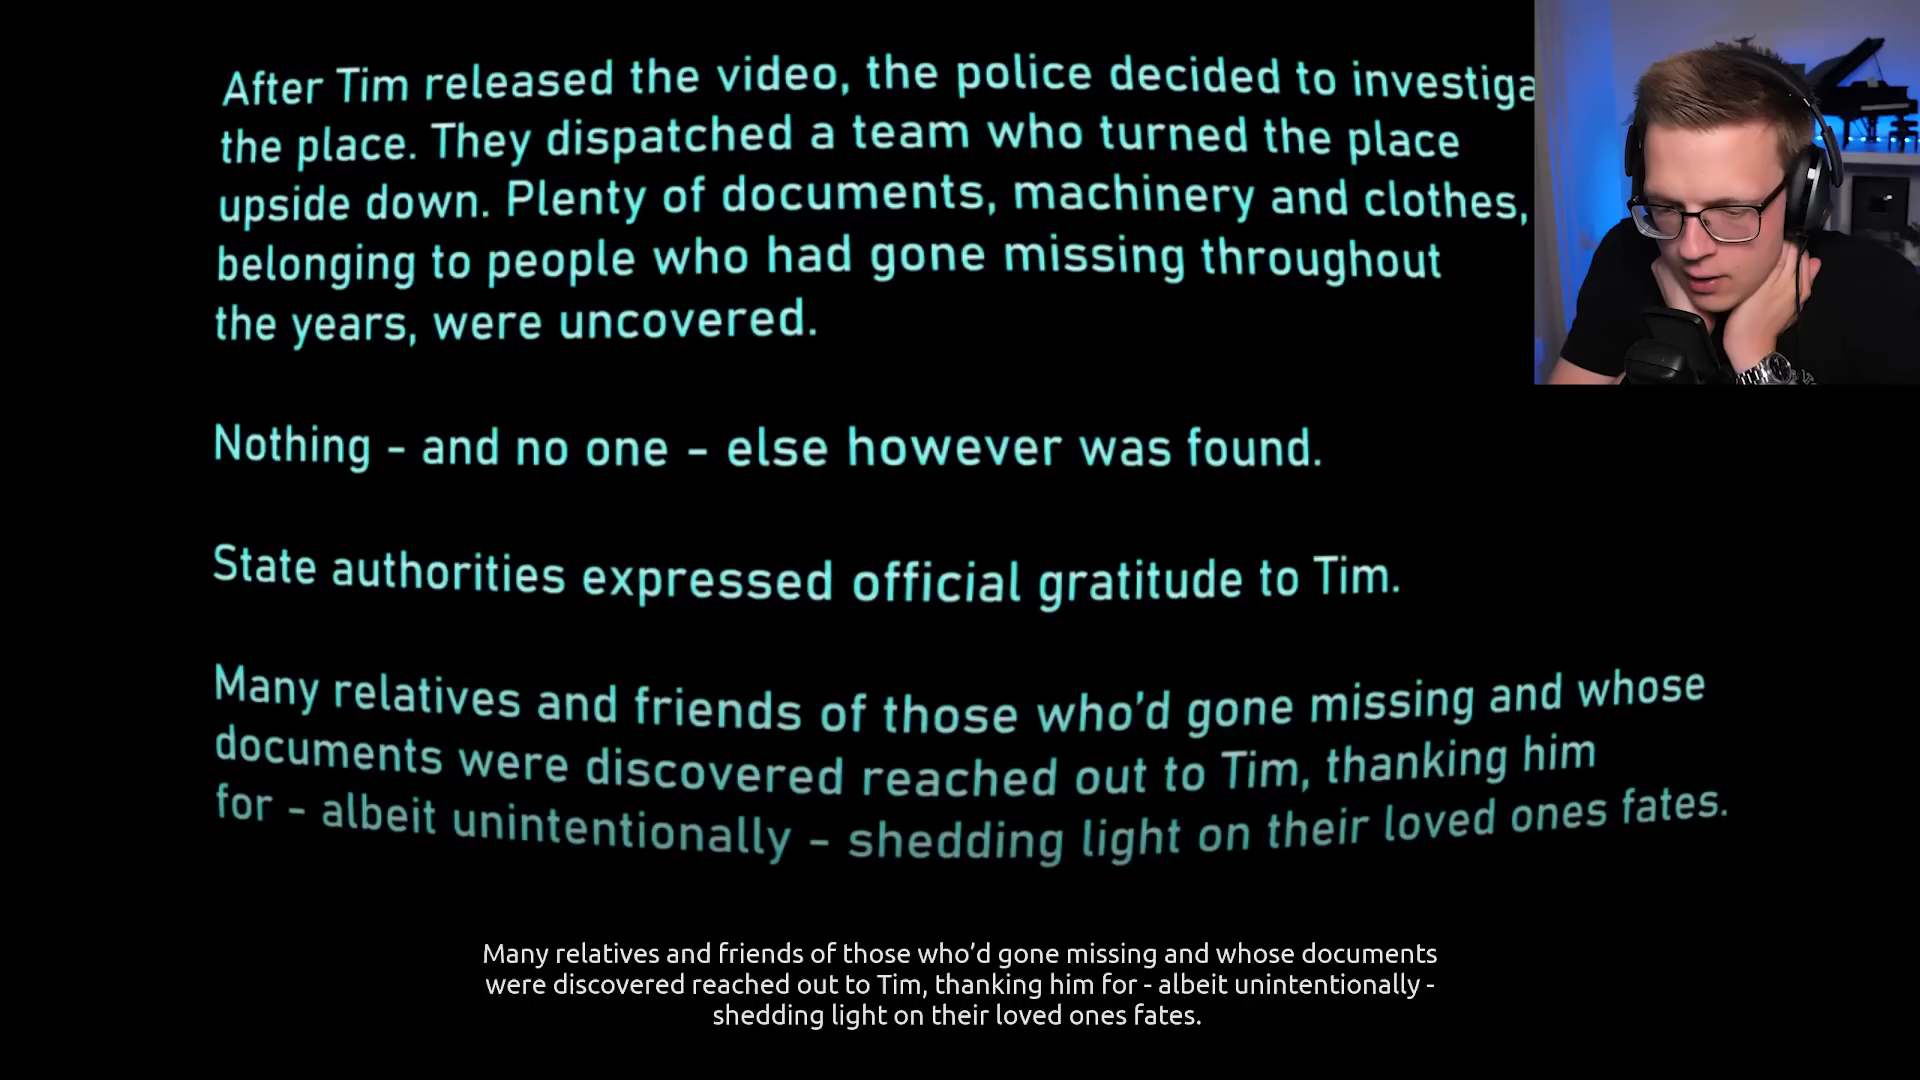 After Tim released the video, the police decided to investiga
the place. They dispatched a team who turned the place
upside down. Plenty of documents, machinery and clothes,
belonging to people who had gone missing throughout
the years, were uncovered.
Nothing - and no one - else however was found.
State authorities expressed official gratitude to Tim.
Many relatives and friends of those who'd gone missing and whose
documents were discovered reached out to Tim, thanking him
for - albeit unintentionally - shedding light on their loved ones fates.
Many relatives and friends of those who’d gone missing and whose documents
were discovered reached out to Tim, thanking him for - albeit unintentionally -
shedding light on their loved ones fates.